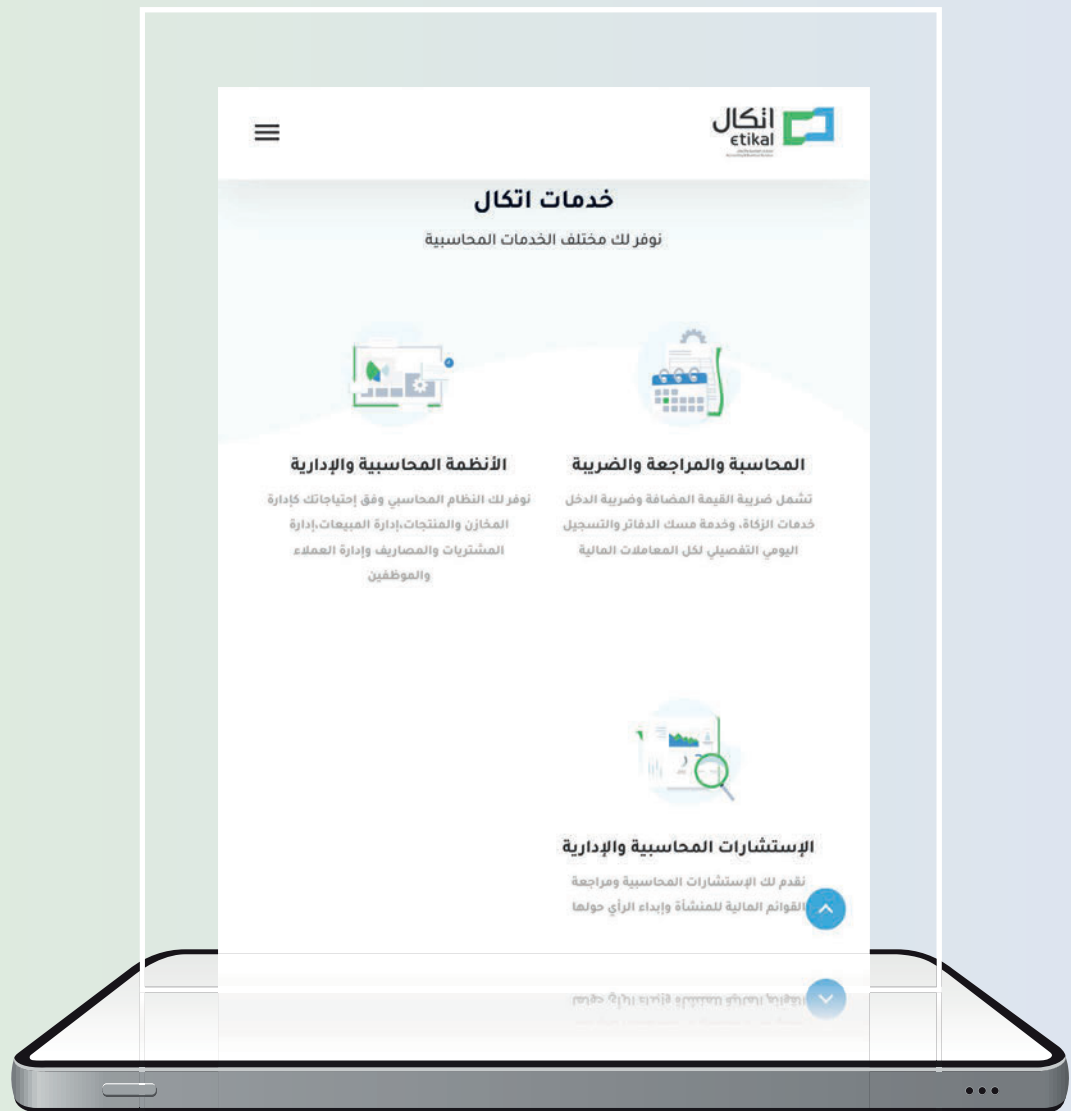 اتكال
єtikal
خدمات اتكال
نوفر لك مختلف الخدمات المحاسبية
المحاسبة والمراجعة والضريبة
تشمل ضريبة القيمة المضافة وضريبة الدخل
خدمات الزكاة، وخدمة مسك الدفاتر والتسجيل
اليومي التفصيلي لكل المعاملات المالية
الأنظمة المحاسبية والإدارية
نوفر لك النظام المحاسبي وفق إحتياجاتك كإدارة
المخازن والمنتجات،إدارة المبيعات،إدارة
المشتريات والمصاريف وإدارة العملاء
والموظفين
الإستشارات المحاسبية والإدارية
نقدم لك الإستشارات المحاسبية ومراجعة
القوائم المالية للمنشأة وإبداء الرأي حولها